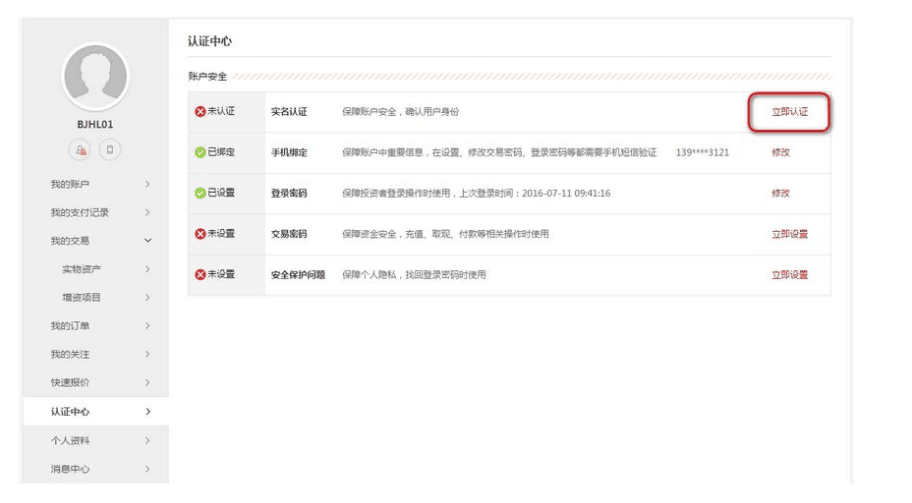 认证中心
账户安全
BJHL01
我的账户
我的支付记录
我的交易
实物资产
增资项目
我的订单
我的关注
快速报价
认证中心
个人资料
消息中心
未认证 实名认证 保障账户安全，确认用户身份 立即认证
已绑定 手机绑定 保障账户中重要信息，在设置、修改交易密码、登录密码等都需要手机短信验证 139****3121 修改
已设置 登录密码 保障投资者登录操作时使用，上次登录时间：2016-07-11 09:41:16 修改
未设置 交易密码 保障资金安全，充值、取现、付款等相关操作时使用 立即设置
未设置 安全保护问题 保障个人隐私，找回登录密码时使用 立即设置